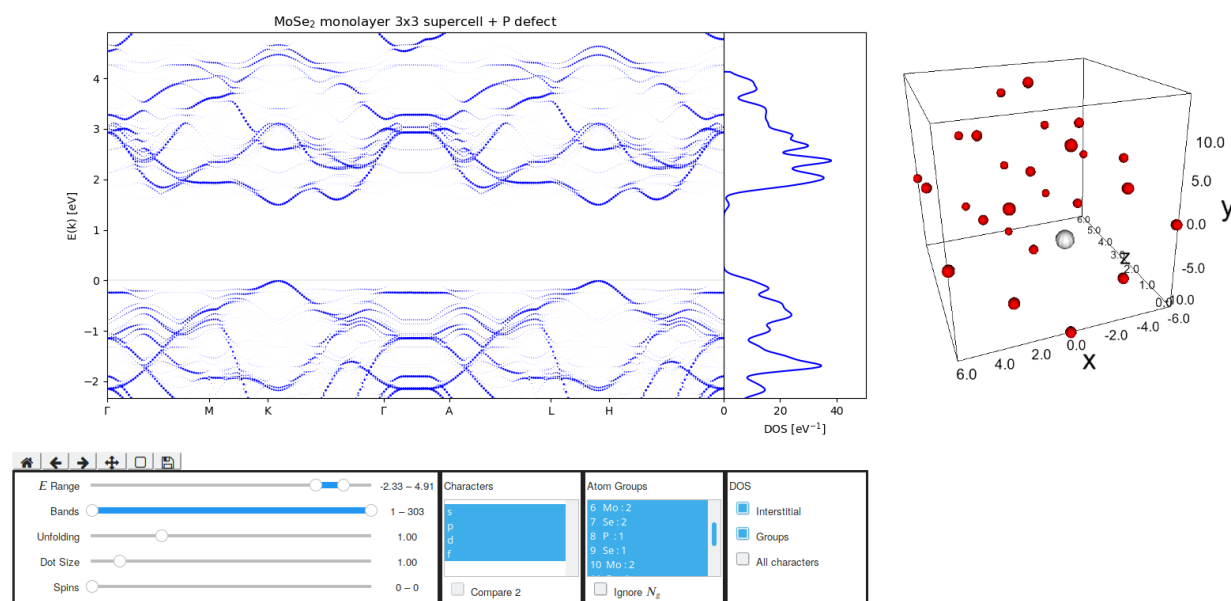 MoSe₂ monolayer 3x3 supercell + P defect
E(k) [eV]
4
3
2
1
0
−1
−2
Γ M K Γ A L H
0 20 40
DOS [eV⁻¹]
10.0
5.0
0.0
-5.0
-10.0
y
6.0
5.0
4.0
3.0
2.0
1.0
0.0
z
6.0 4.0 2.0 0.0 -2.0 -4.0 -6.0
x
E Range -2.33 – 4.91
Bands 1 – 303
Unfolding 1.00
Dot Size 1.00
Spins 0 – 0
Characters
s
p
d
f
Compare 2
Atom Groups
6 Mo : 2
7 Se : 2
8 P : 1
9 Se : 1
10 Mo : 2
Ignore N_g
DOS
Interstitial
Groups
All characters